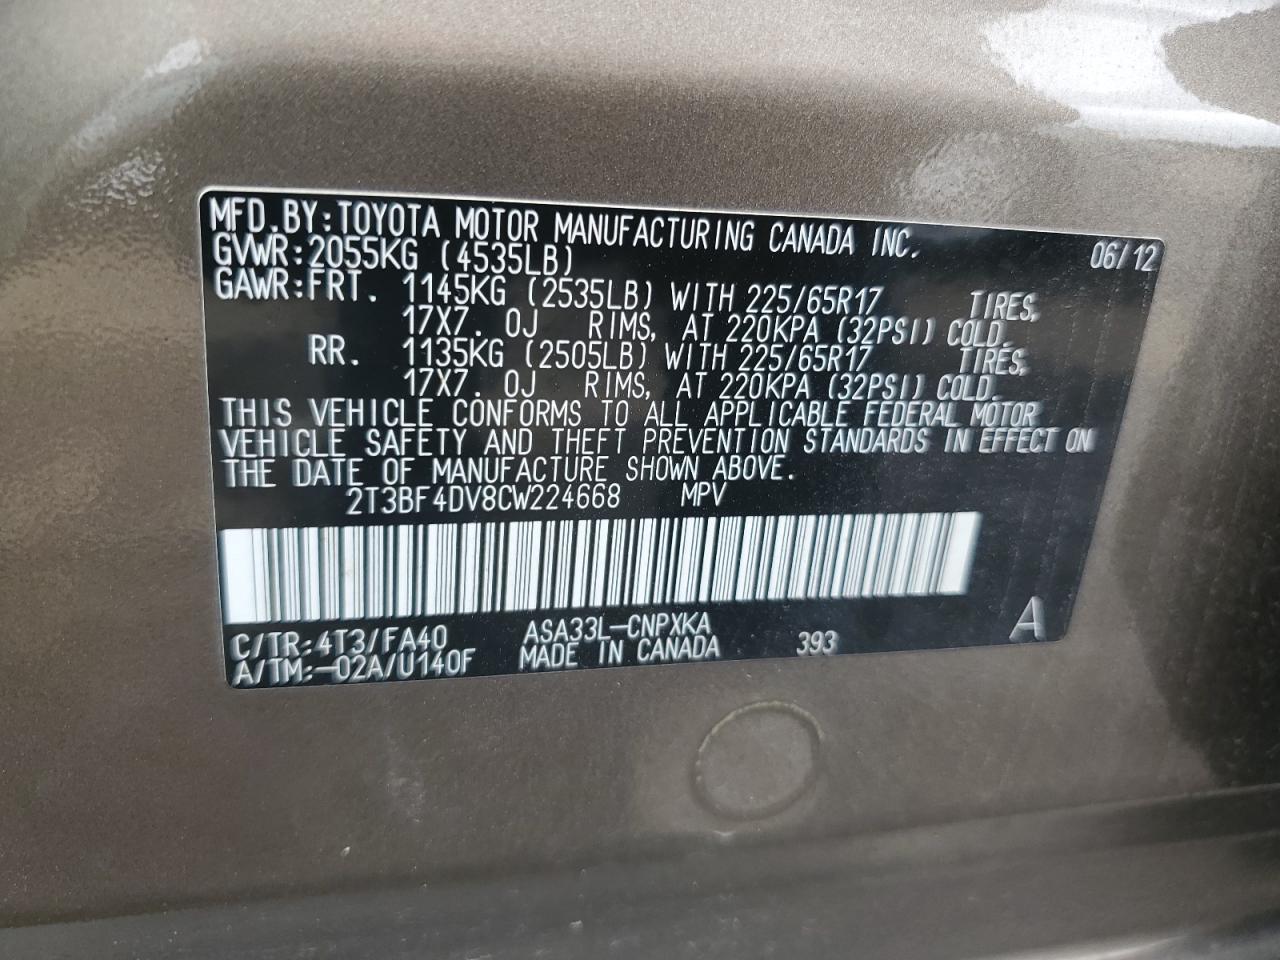 MFD.BY:TOYOTA MOTOR MANUFACTURING CANADA INC. 06/12
GVWR:2055KG (4535LB)
GAWR:FRT. 1145KG (2535LB) WITH 225/65R17 TIRES,
17X7. 0J RIMS, AT 220KPA (32PSI) COLD.
RR. 1135KG (2505LB) WITH 225/65R17 TIRES,
17X7. 0J RIMS, AT 220KPA (32PSI) COLD.
THIS VEHICLE CONFORMS TO ALL APPLICABLE FEDERAL MOTOR
VEHICLE SAFETY AND THEFT PREVENTION STANDARDS IN EFFECT ON
THE DATE OF MANUFACTURE SHOWN ABOVE.
2T3BF4DV8CW224668 MPV
C/TR:4T3/FA40 ASA33L-CNPXKA 393 A
A/TM:-02A/U140F MADE IN CANADA